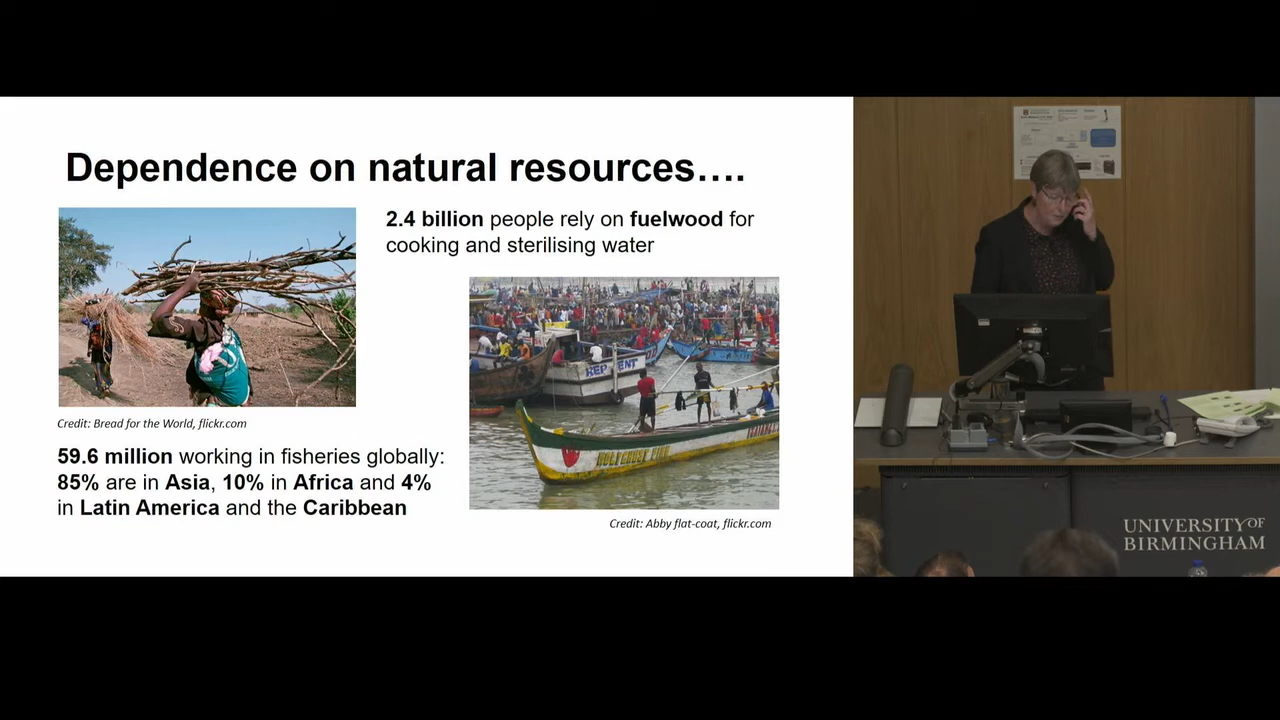 Dependence on natural resources....
2.4 billion people rely on fuelwood for
cooking and sterilising water
Credit: Bread for the World, flickr.com
59.6 million working in fisheries globally:
85% are in Asia, 10% in Africa and 4%
in Latin America and the Caribbean
HOLYGHOST FIRE
Credit: Abby flat-coat, flickr.com
UNIVERSITY OF
BIRMINGHAM